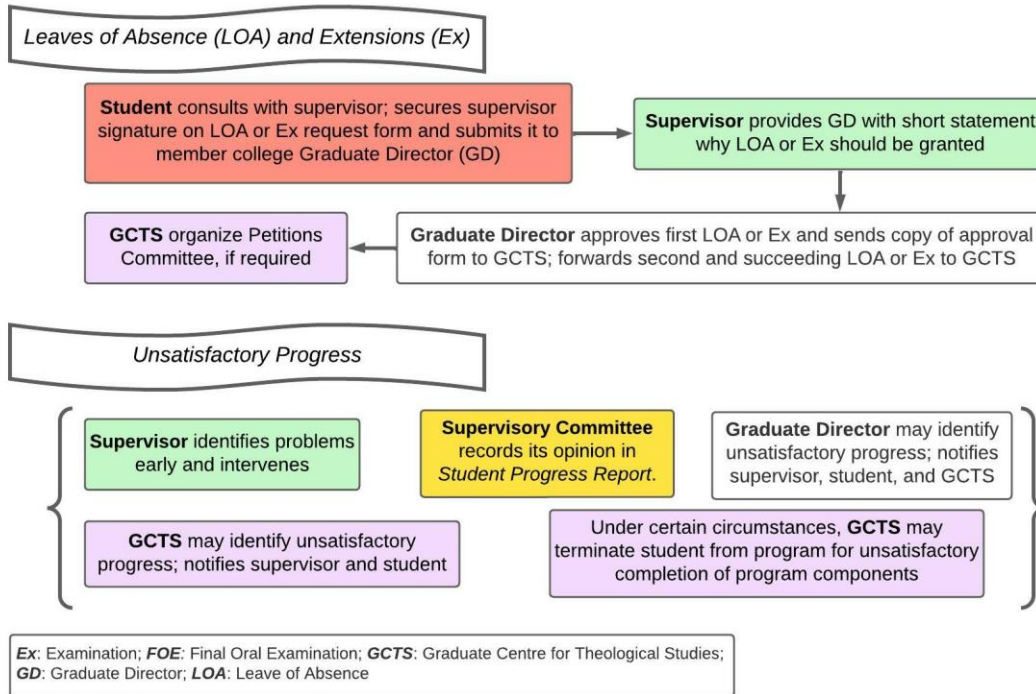 Leaves of Absence (LOA) and Extensions (Ex)
Student consults with supervisor; secures supervisor
signature on LOA or Ex request form and submits it to
member college Graduate Director (GD)
Supervisor provides GD with short statement
why LOA or Ex should be granted
GCTS organize Petitions
Committee, if required
Graduate Director approves first LOA or Ex and sends copy of approval
form to GCTS; forwards second and succeeding LOA or Ex to GCTS
Unsatisfactory Progress
Supervisor identifies problems
early and intervenes
Supervisory Committee
records its opinion in
Student Progress Report.
Graduate Director may identify
unsatisfactory progress; notifies
supervisor, student, and GCTS
GCTS may identify unsatisfactory
progress; notifies supervisor and student
Under certain circumstances, GCTS may
terminate student from program for unsatisfactory
completion of program components
Ex: Examination; FOE: Final Oral Examination; GCTS: Graduate Centre for Theological Studies;
GD: Graduate Director; LOA: Leave of Absence